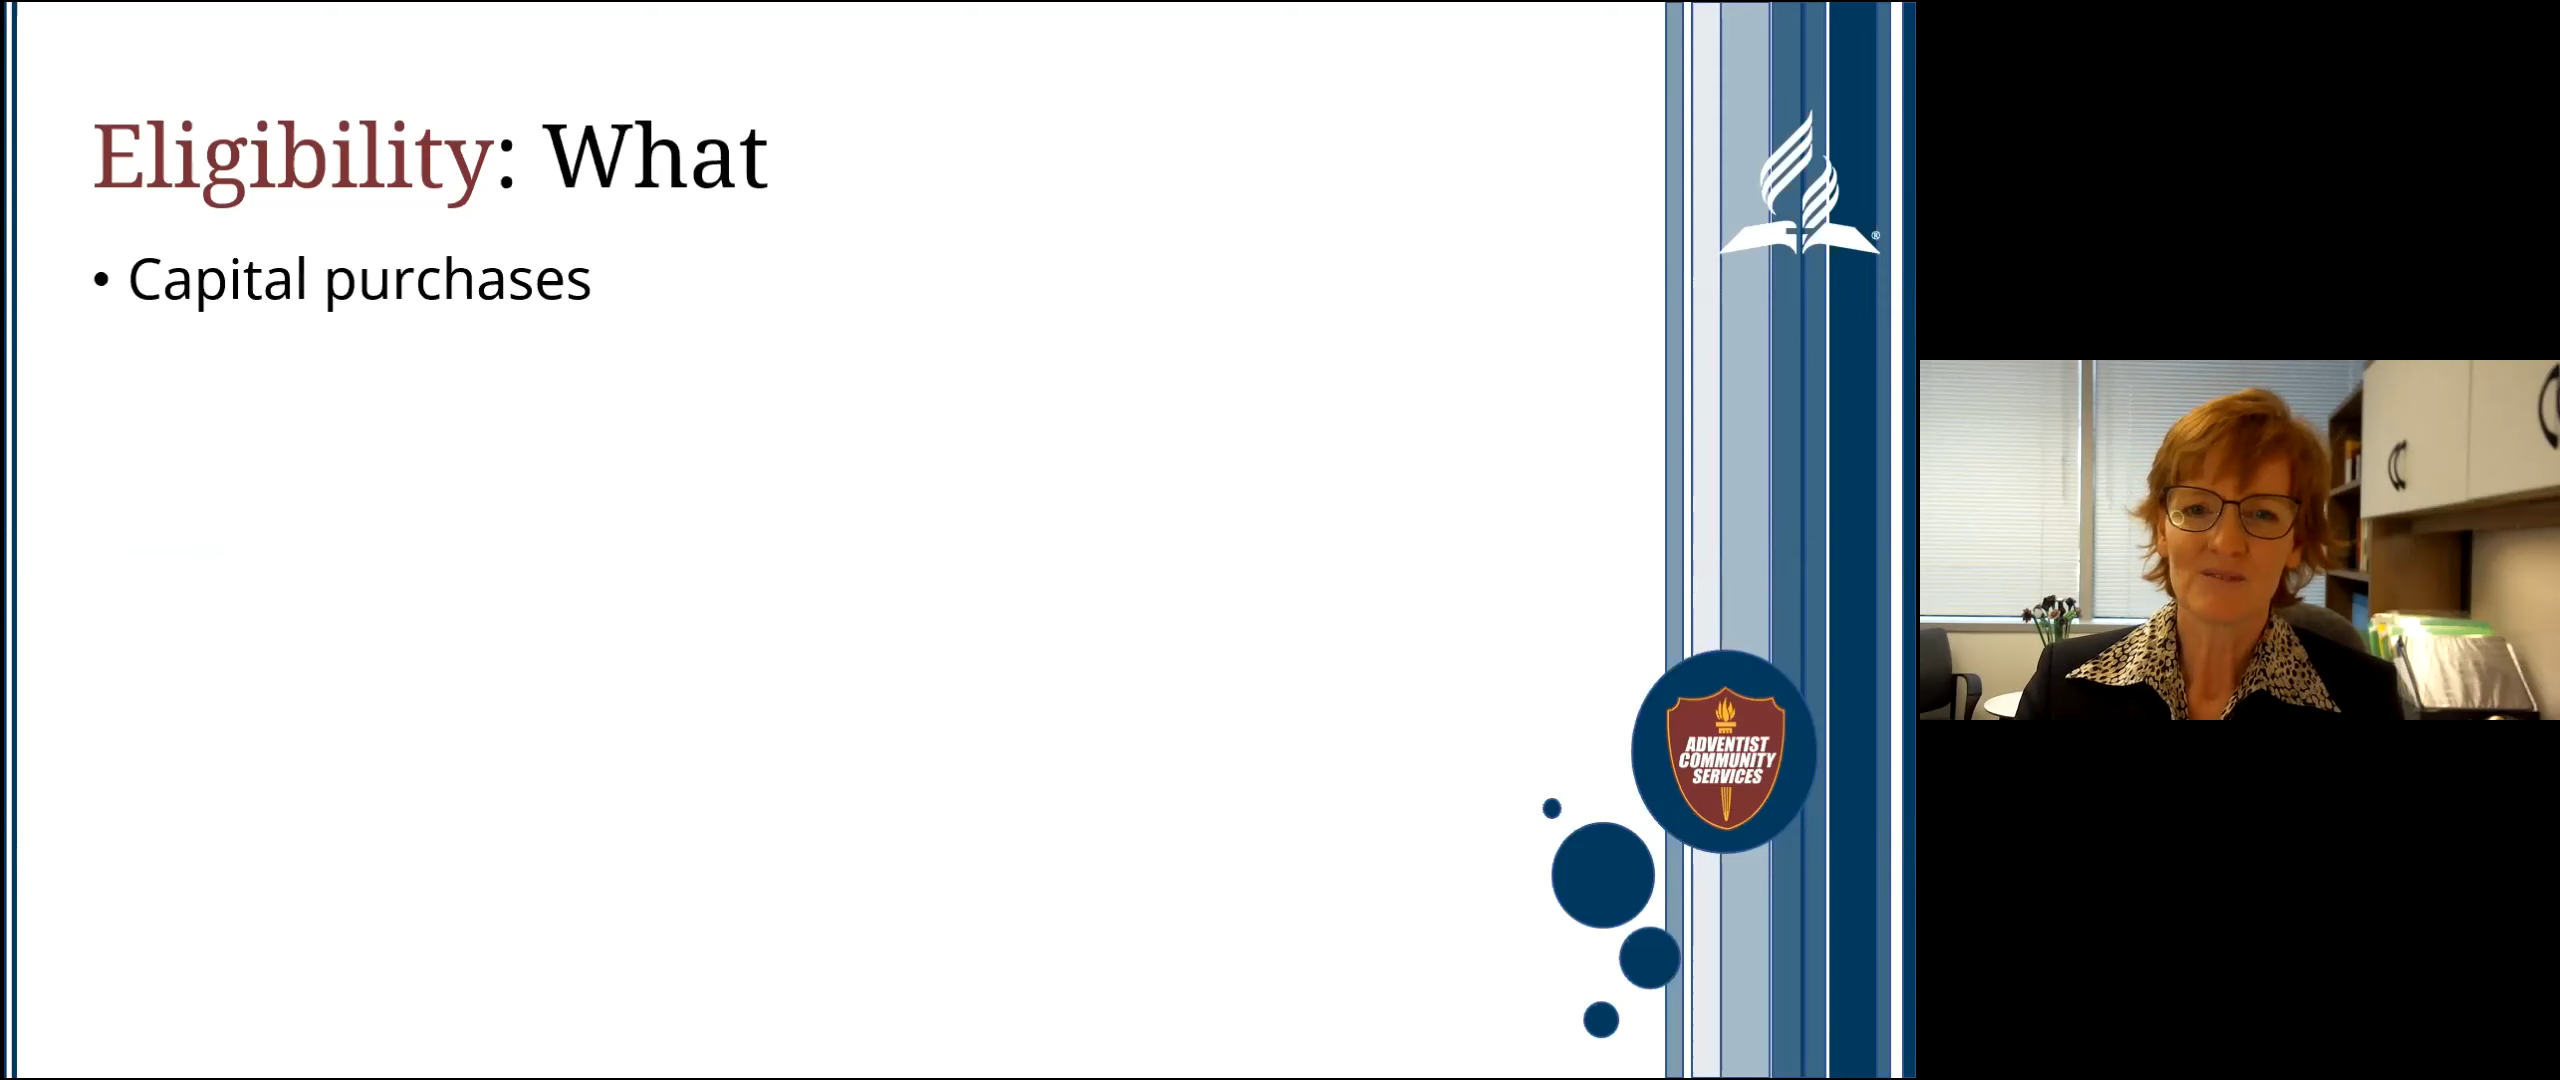 Eligibility: What
• Capital purchases
®
ADVENTIST
COMMUNITY
SERVICES